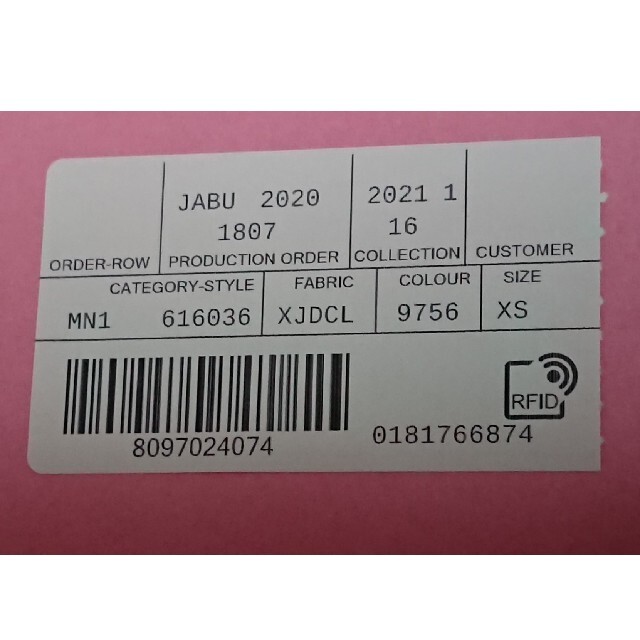 JABU 2020 2021 1
1807 16
ORDER-ROW PRODUCTION ORDER COLLECTION CUSTOMER
CATEGORY-STYLE FABRIC COLOUR SIZE
MN1 616036 XJDCL 9756 XS
RFID
8097024074 0181766874